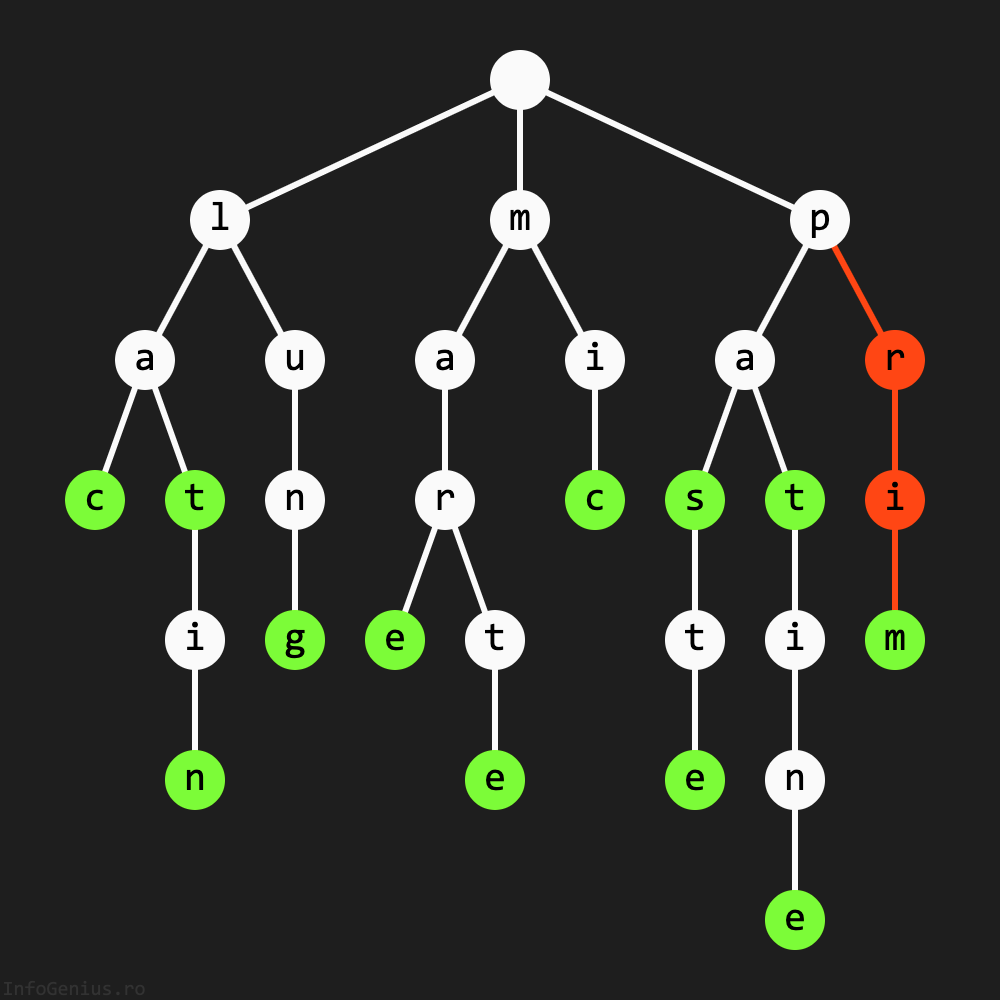 l m p
a u a i a r
c t n r c s t i
i g e t t i m
n e e n
e
InfoGenius.ro